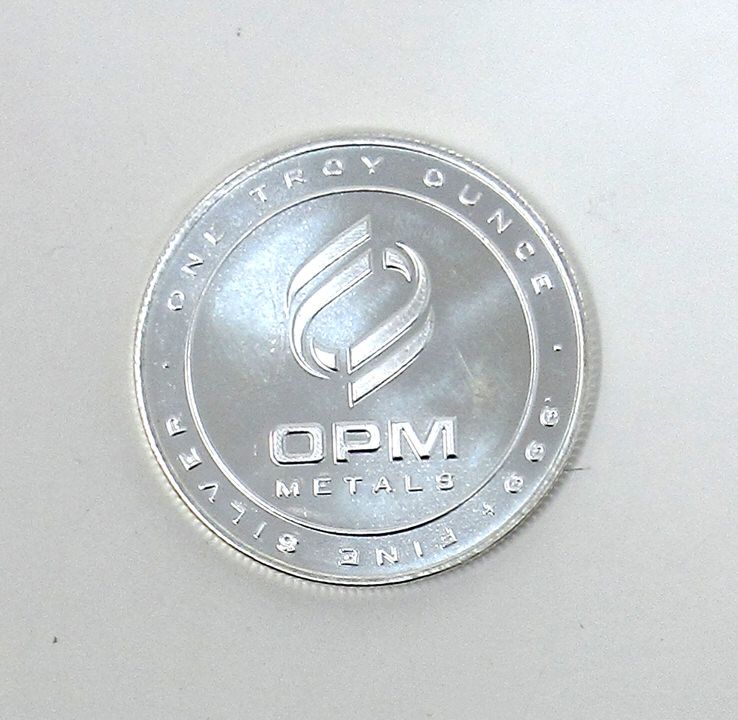 ONE TROY OUNCE · .999+ FINE SILVER ·
OPM
METALS